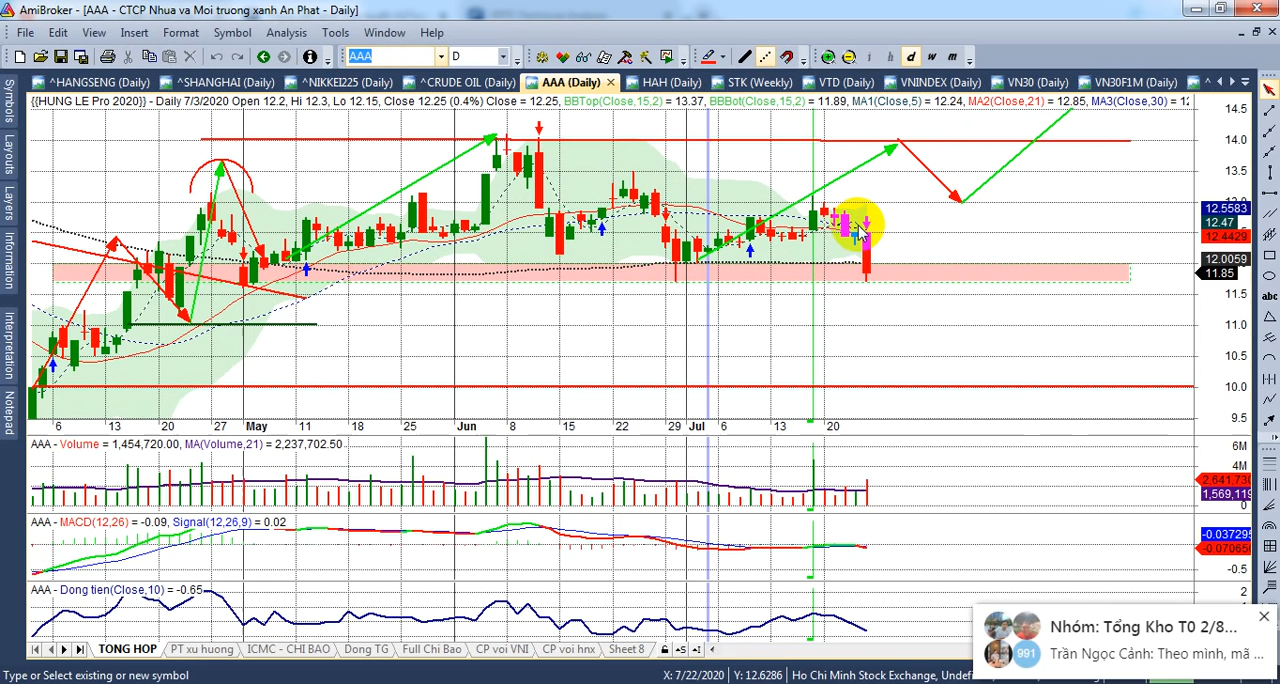 AmiBroker - [AAA - CTCP Nhua va Moi truong xanh An Phat - Daily]
File Edit View Insert Format Symbol Analysis Tools Window Help
AAA D i d w m
^HANGSENG (Daily) ^SHANGHAI (Daily) ^NIKKEI225 (Daily) ^CRUDE OIL (Daily) AAA (Daily) HAH (Daily) STK (Weekly) VTD (Daily) VNINDEX (Daily) VN30 (Daily) VN30F1M (Daily)
{{HUNG LE Pro 2020}} - Daily 7/3/2020 Open 12.2, Hi 12.3, Lo 12.15, Close 12.25 (0.4%) Close = 12.25, BBTop(Close,15,2) = 13.37, BBBot(Close,15,2) = 11.89, MA1(Close,5) = 12.24, MA2(Close,21) = 12.85, MA3(Close,30) = 12
14.5
14.0
13.5
13.0
12.5583
12.47
12.4429
12.0059
11.85
11.5
11.0
10.5
10.0
9.5
6 13 20 27 May 11 18 25 Jun 8 15 22 29 Jul 6 13 20
AAA - Volume = 1,454,720.00, MA(Volume,21) = 2,237,702.50
6M
4M
2,641,730
1,569,119
0
AAA - MACD(12,26) = -0.09, Signal(12,26,9) = 0.02
-0.037295
-0.07065
-0.5
AAA - Dong tien(Close,10) = -0.65
2
TONG HOP PT xu huong ICMC - CHI BAO Dong TG Full Chi Bao CP voi VNI CP voi hnx Sheet 8
Symbols
Layouts
Layers
Information
Interpretation
Notepad
abc
Nhóm: Tổng Kho T0 2/8...
991 Trần Ngọc Cảnh: Theo mình, mã ...
Type or Select existing or new symbol X: 7/22/2020 Y: 12.6286 Ho Chi Minh Stock Exchange, Undef